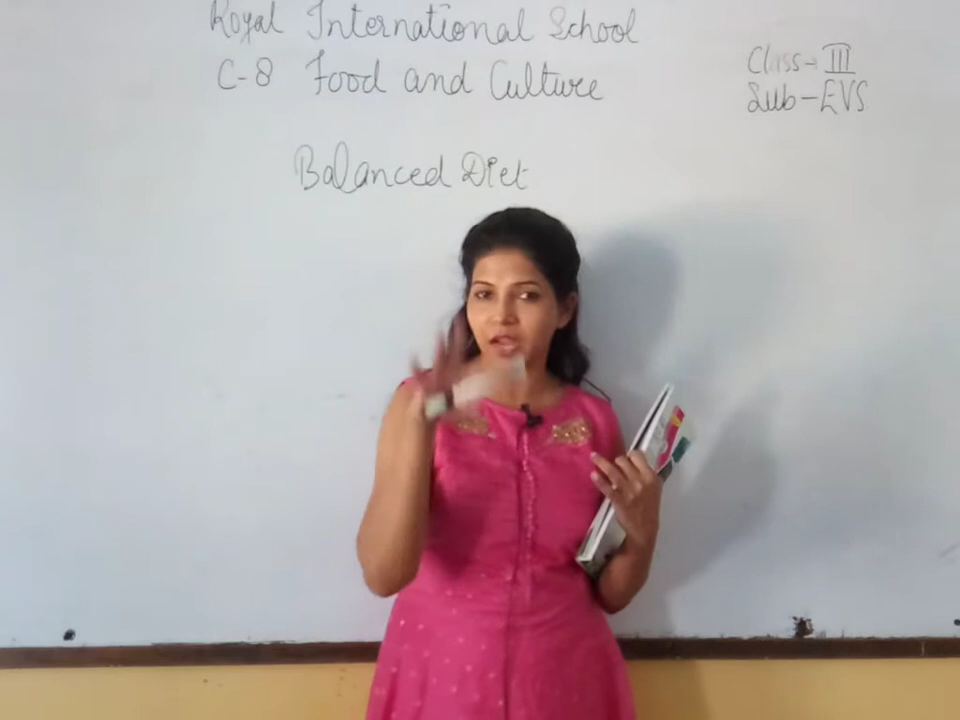 Royal International School
C-8 Food and Culture
Class-III
Sub-EVS
Balanced Diet